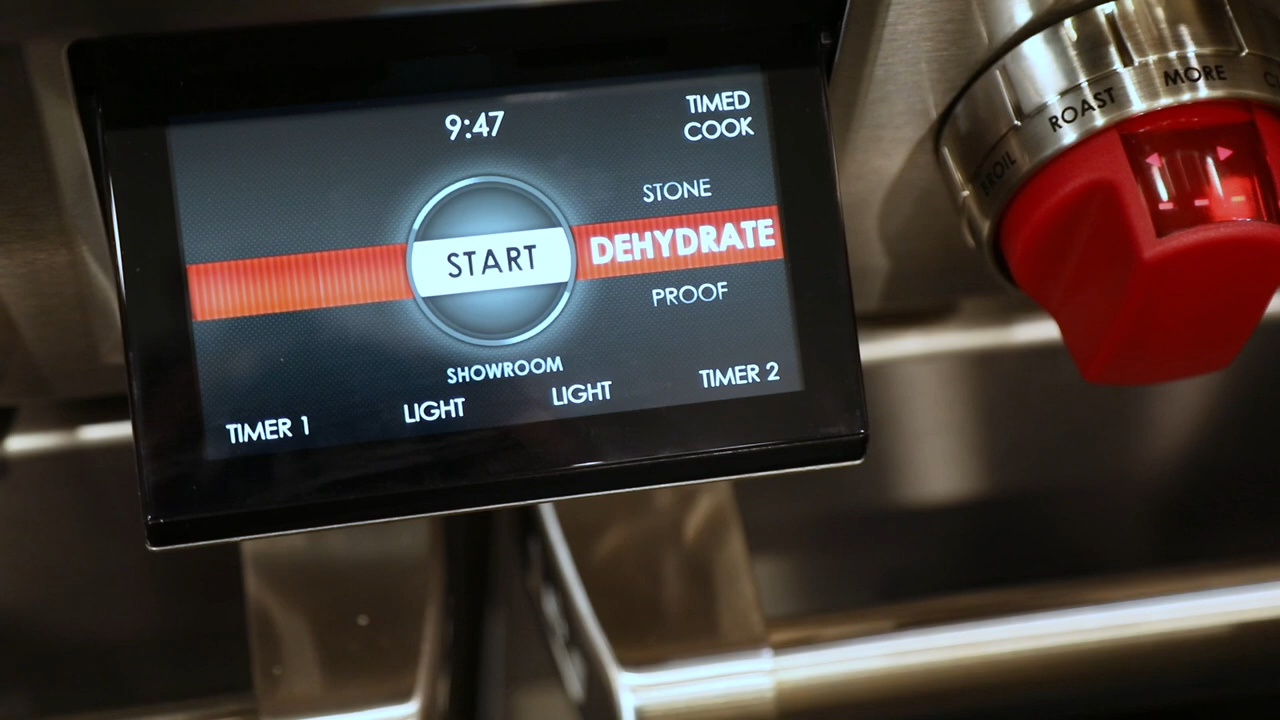 9:47
TIMED
COOK
STONE
START
DEHYDRATE
PROOF
SHOWROOM
TIMER 1
LIGHT
LIGHT
TIMER 2
BROIL
ROAST
MORE